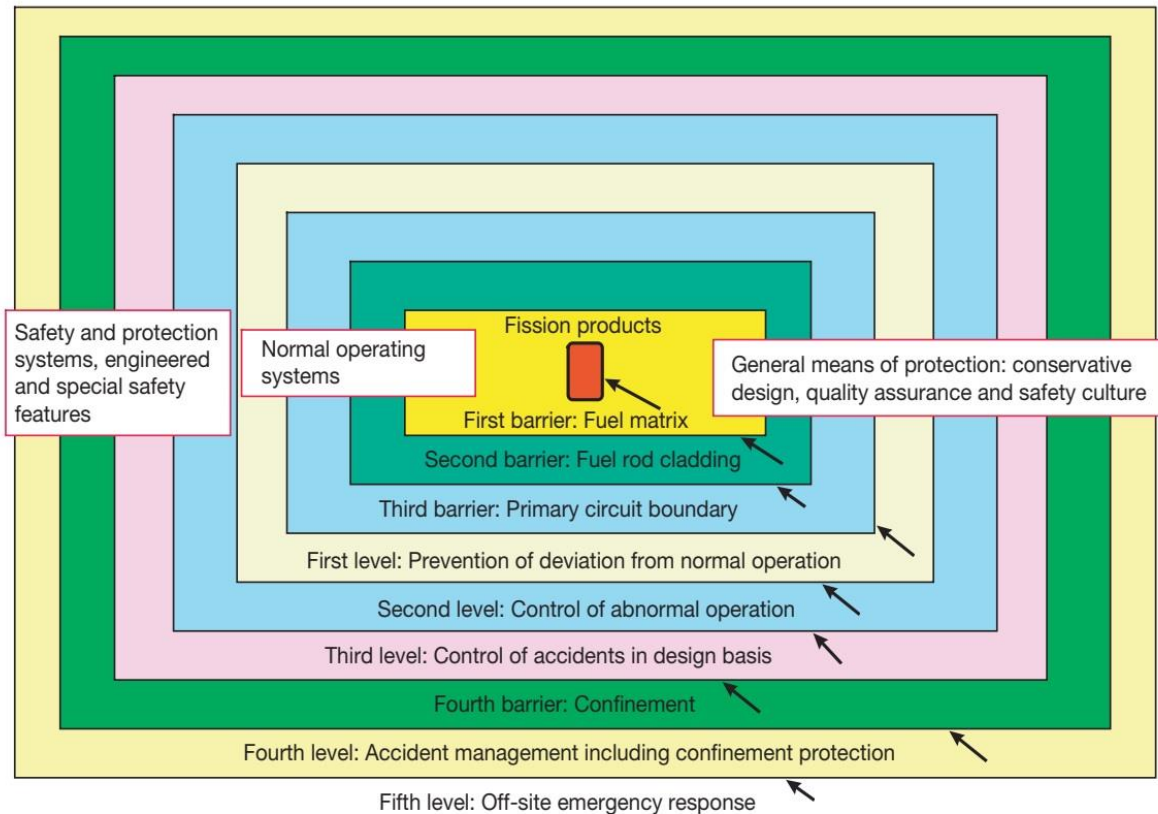 Safety and protection
systems, engineered
and special safety
features
Normal operating
systems
Fission products
General means of protection: conservative
design, quality assurance and safety culture
First barrier: Fuel matrix
Second barrier: Fuel rod cladding
Third barrier: Primary circuit boundary
First level: Prevention of deviation from normal operation
Second level: Control of abnormal operation
Third level: Control of accidents in design basis
Fourth barrier: Confinement
Fourth level: Accident management including confinement protection
Fifth level: Off-site emergency response